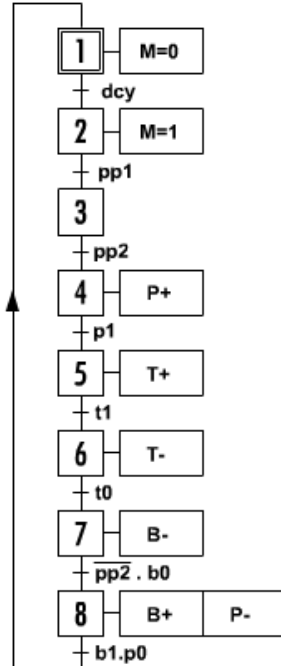 1 M=0
dcy
2 M=1
pp1
3
pp2
4 P+
p1
5 T+
t1
6 T-
t0
7 B-
p̅p̅2̅ . b0
8 B+ P-
b1.p0